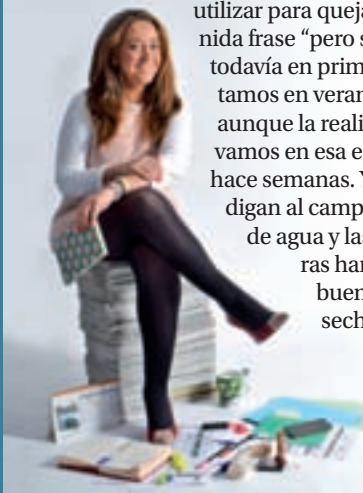 utilizar para queja
nida frase “pero s
todavía en prim
tamos en veran
aunque la reali
vamos en esa e
hace semanas. Y
digan al camp
de agua y la
ras har
buen
sech